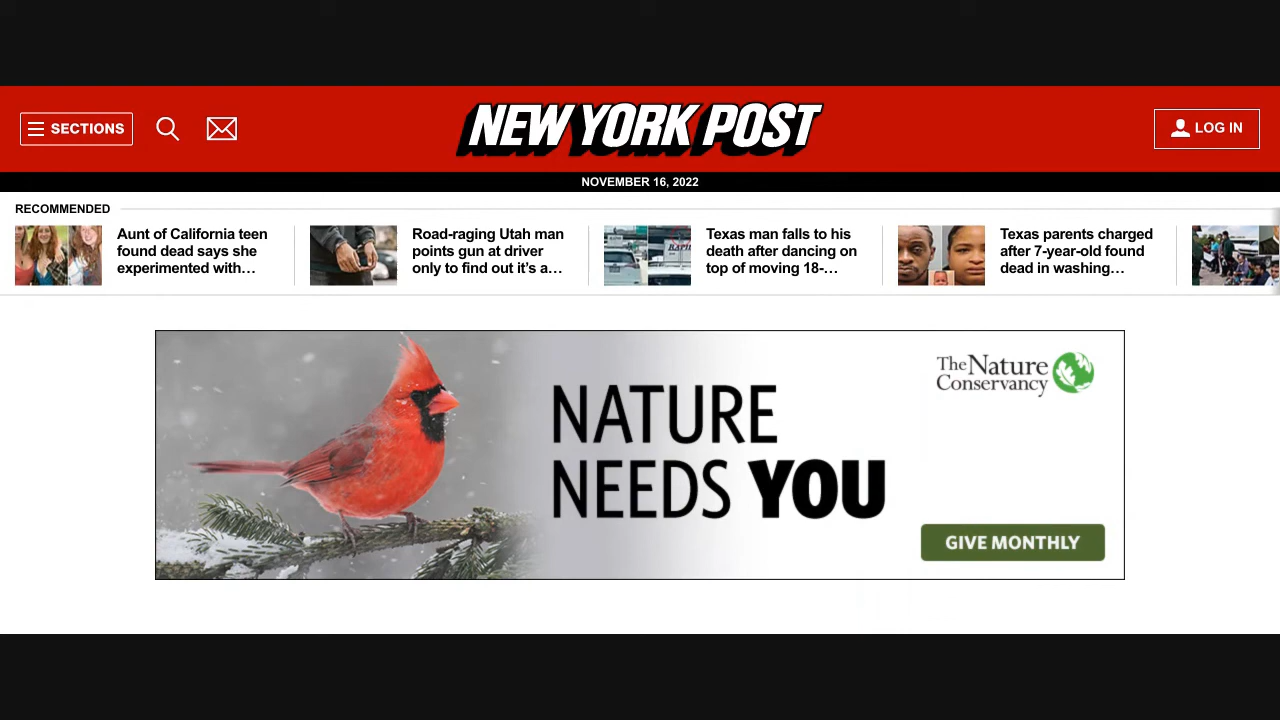 SECTIONS
NEW YORK POST
LOG IN
NOVEMBER 16, 2022
RECOMMENDED
Aunt of California teen
found dead says she
experimented with…
Road-raging Utah man
points gun at driver
only to find out it’s a…
RAPID
Texas man falls to his
death after dancing on
top of moving 18-…
Texas parents charged
after 7-year-old found
dead in washing…
The Nature
Conservancy
NATURE
NEEDS YOU
GIVE MONTHLY